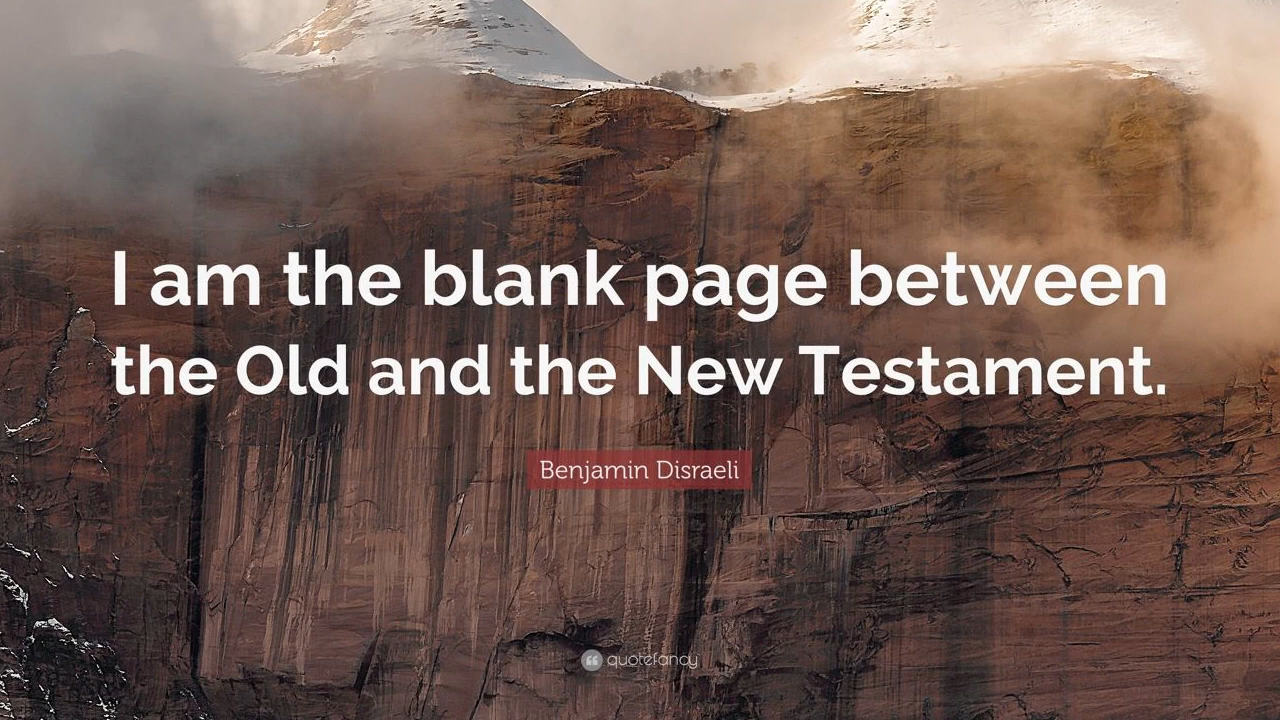 I am the blank page between
the Old and the New Testament.
Benjamin Disraeli
quotefancy